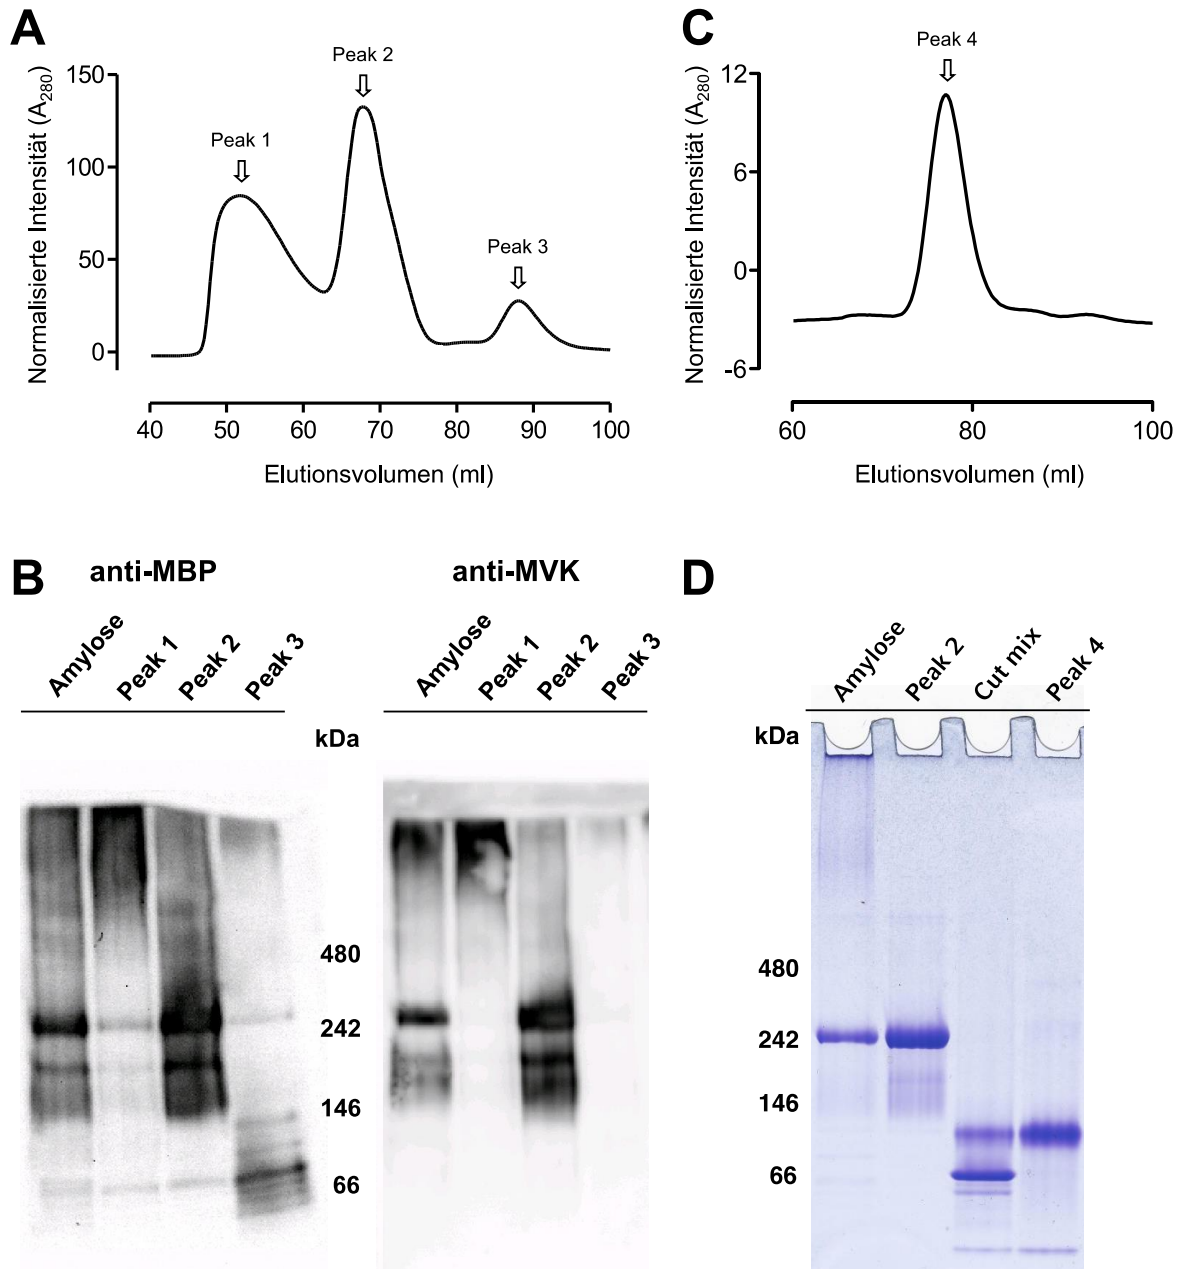 A
Normalisierte Intensität (A280)
150
100
50
0
Peak 1
Peak 2
Peak 3
40 50 60 70 80 90 100
Elutionsvolumen (ml)
C
Normalisierte Intensität (A280)
12
6
0
-6
Peak 4
60 80 100
Elutionsvolumen (ml)
B
anti-MBP
Amylose Peak 1 Peak 2 Peak 3
anti-MVK
Amylose Peak 1 Peak 2 Peak 3
kDa
480
242
146
66
D
Amylose Peak 2 Cut mix Peak 4
kDa
480
242
146
66